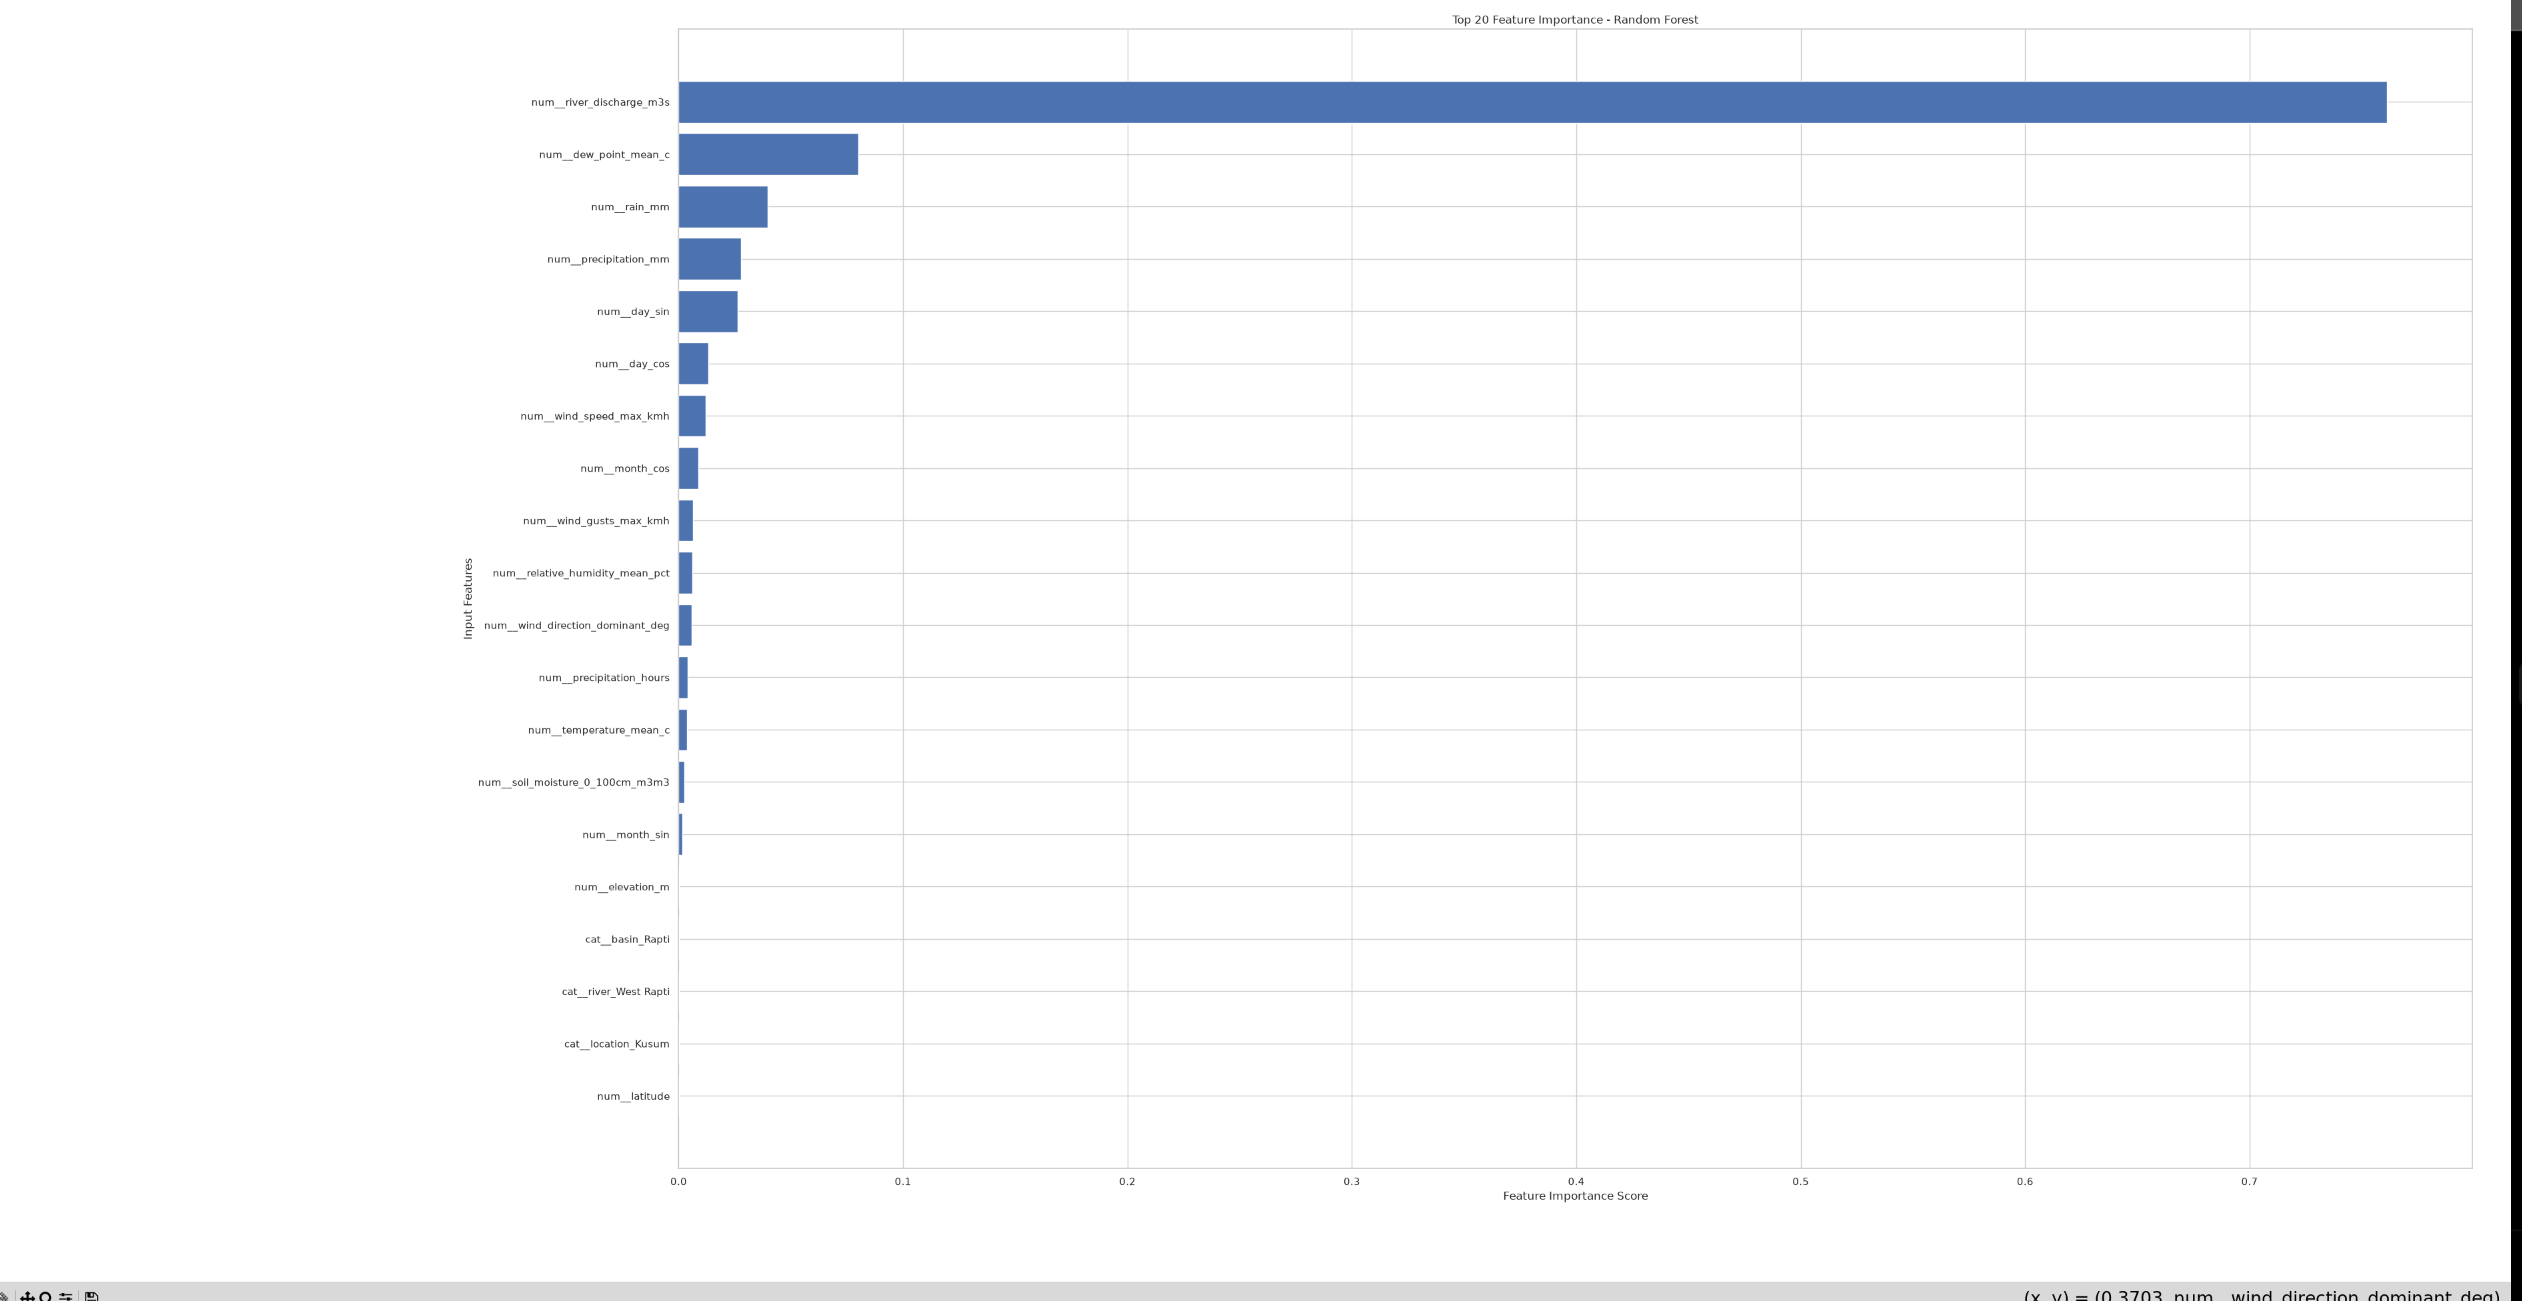 Top 20 Feature Importance - Random Forest
num__river_discharge_m3s
num__dew_point_mean_c
num__rain_mm
num__precipitation_mm
num__day_sin
num__day_cos
num__wind_speed_max_kmh
num__month_cos
num__wind_gusts_max_kmh
num__relative_humidity_mean_pct
num__wind_direction_dominant_deg
num__precipitation_hours
num__temperature_mean_c
num__soil_moisture_0_100cm_m3m3
num__month_sin
num__elevation_m
cat__basin_Rapti
cat__river_West Rapti
cat__location_Kusum
num__latitude
Input Features
0.0 0.1 0.2 0.3 0.4 0.5 0.6 0.7
Feature Importance Score
(x, y) = (0.3703, num__wind_direction_dominant_deg)